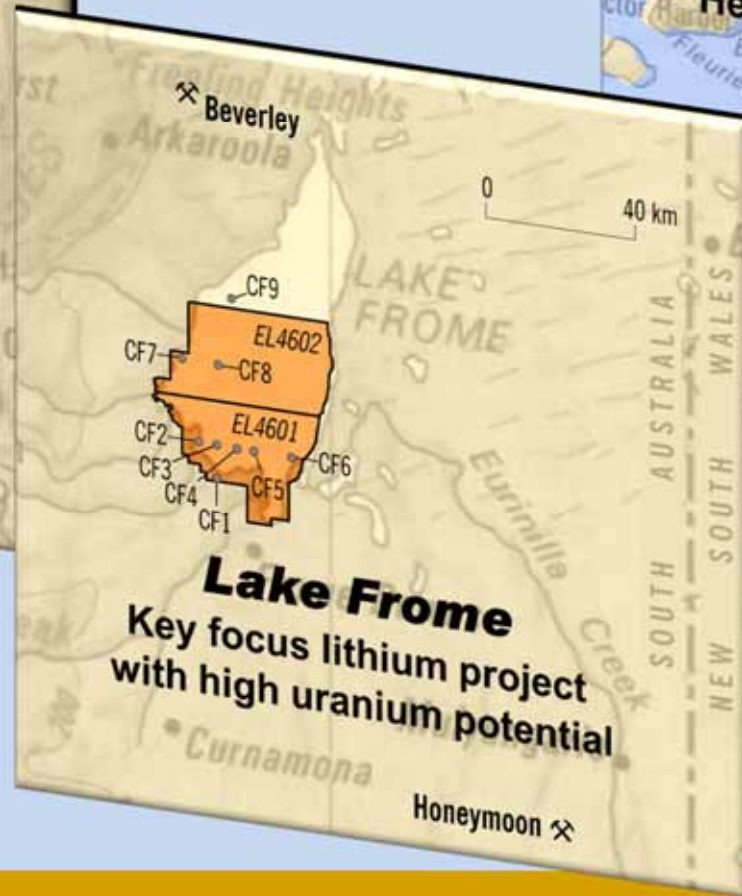 Freeling Heights
Beverley
Arkaroola
0
40 km
LAKE
FROME
CF9
EL4602
CF7
CF8
EL4601
CF2
CF3
CF6
CF4
CF5
CF1
Eurinilla
Creek
SOUTH AUSTRALIA
NEW SOUTH WALES
Lake Frome
Key focus lithium project
with high uranium potential
200
Curnamona
Honeymoon